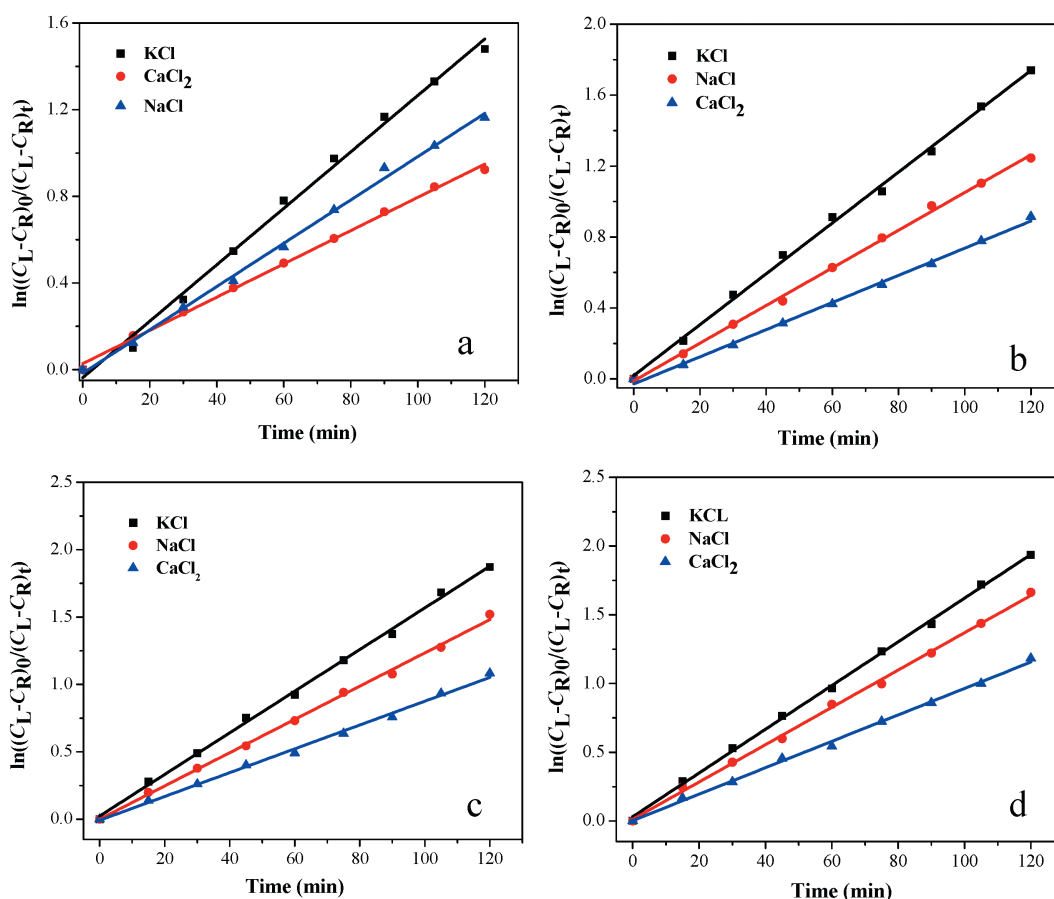 ln((CL-CR)0/(CL-CR)t)
1.6
1.2
0.8
0.4
0.0
KCl
CaCl2
NaCl
a
0 20 40 60 80 100 120
Time (min)
ln((CL-CR)0/(CL-CR)t)
2.0
1.6
1.2
0.8
0.4
0.0
KCl
NaCl
CaCl2
b
0 20 40 60 80 100 120
Time (min)
ln((CL-CR)0/(CL-CR)t)
2.5
2.0
1.5
1.0
0.5
0.0
KCl
NaCl
CaCl2
c
0 20 40 60 80 100 120
Time (min)
ln((CL-CR)0/(CL-CR)t)
2.5
2.0
1.5
1.0
0.5
0.0
KCL
NaCl
CaCl2
d
0 20 40 60 80 100 120
Time (min)